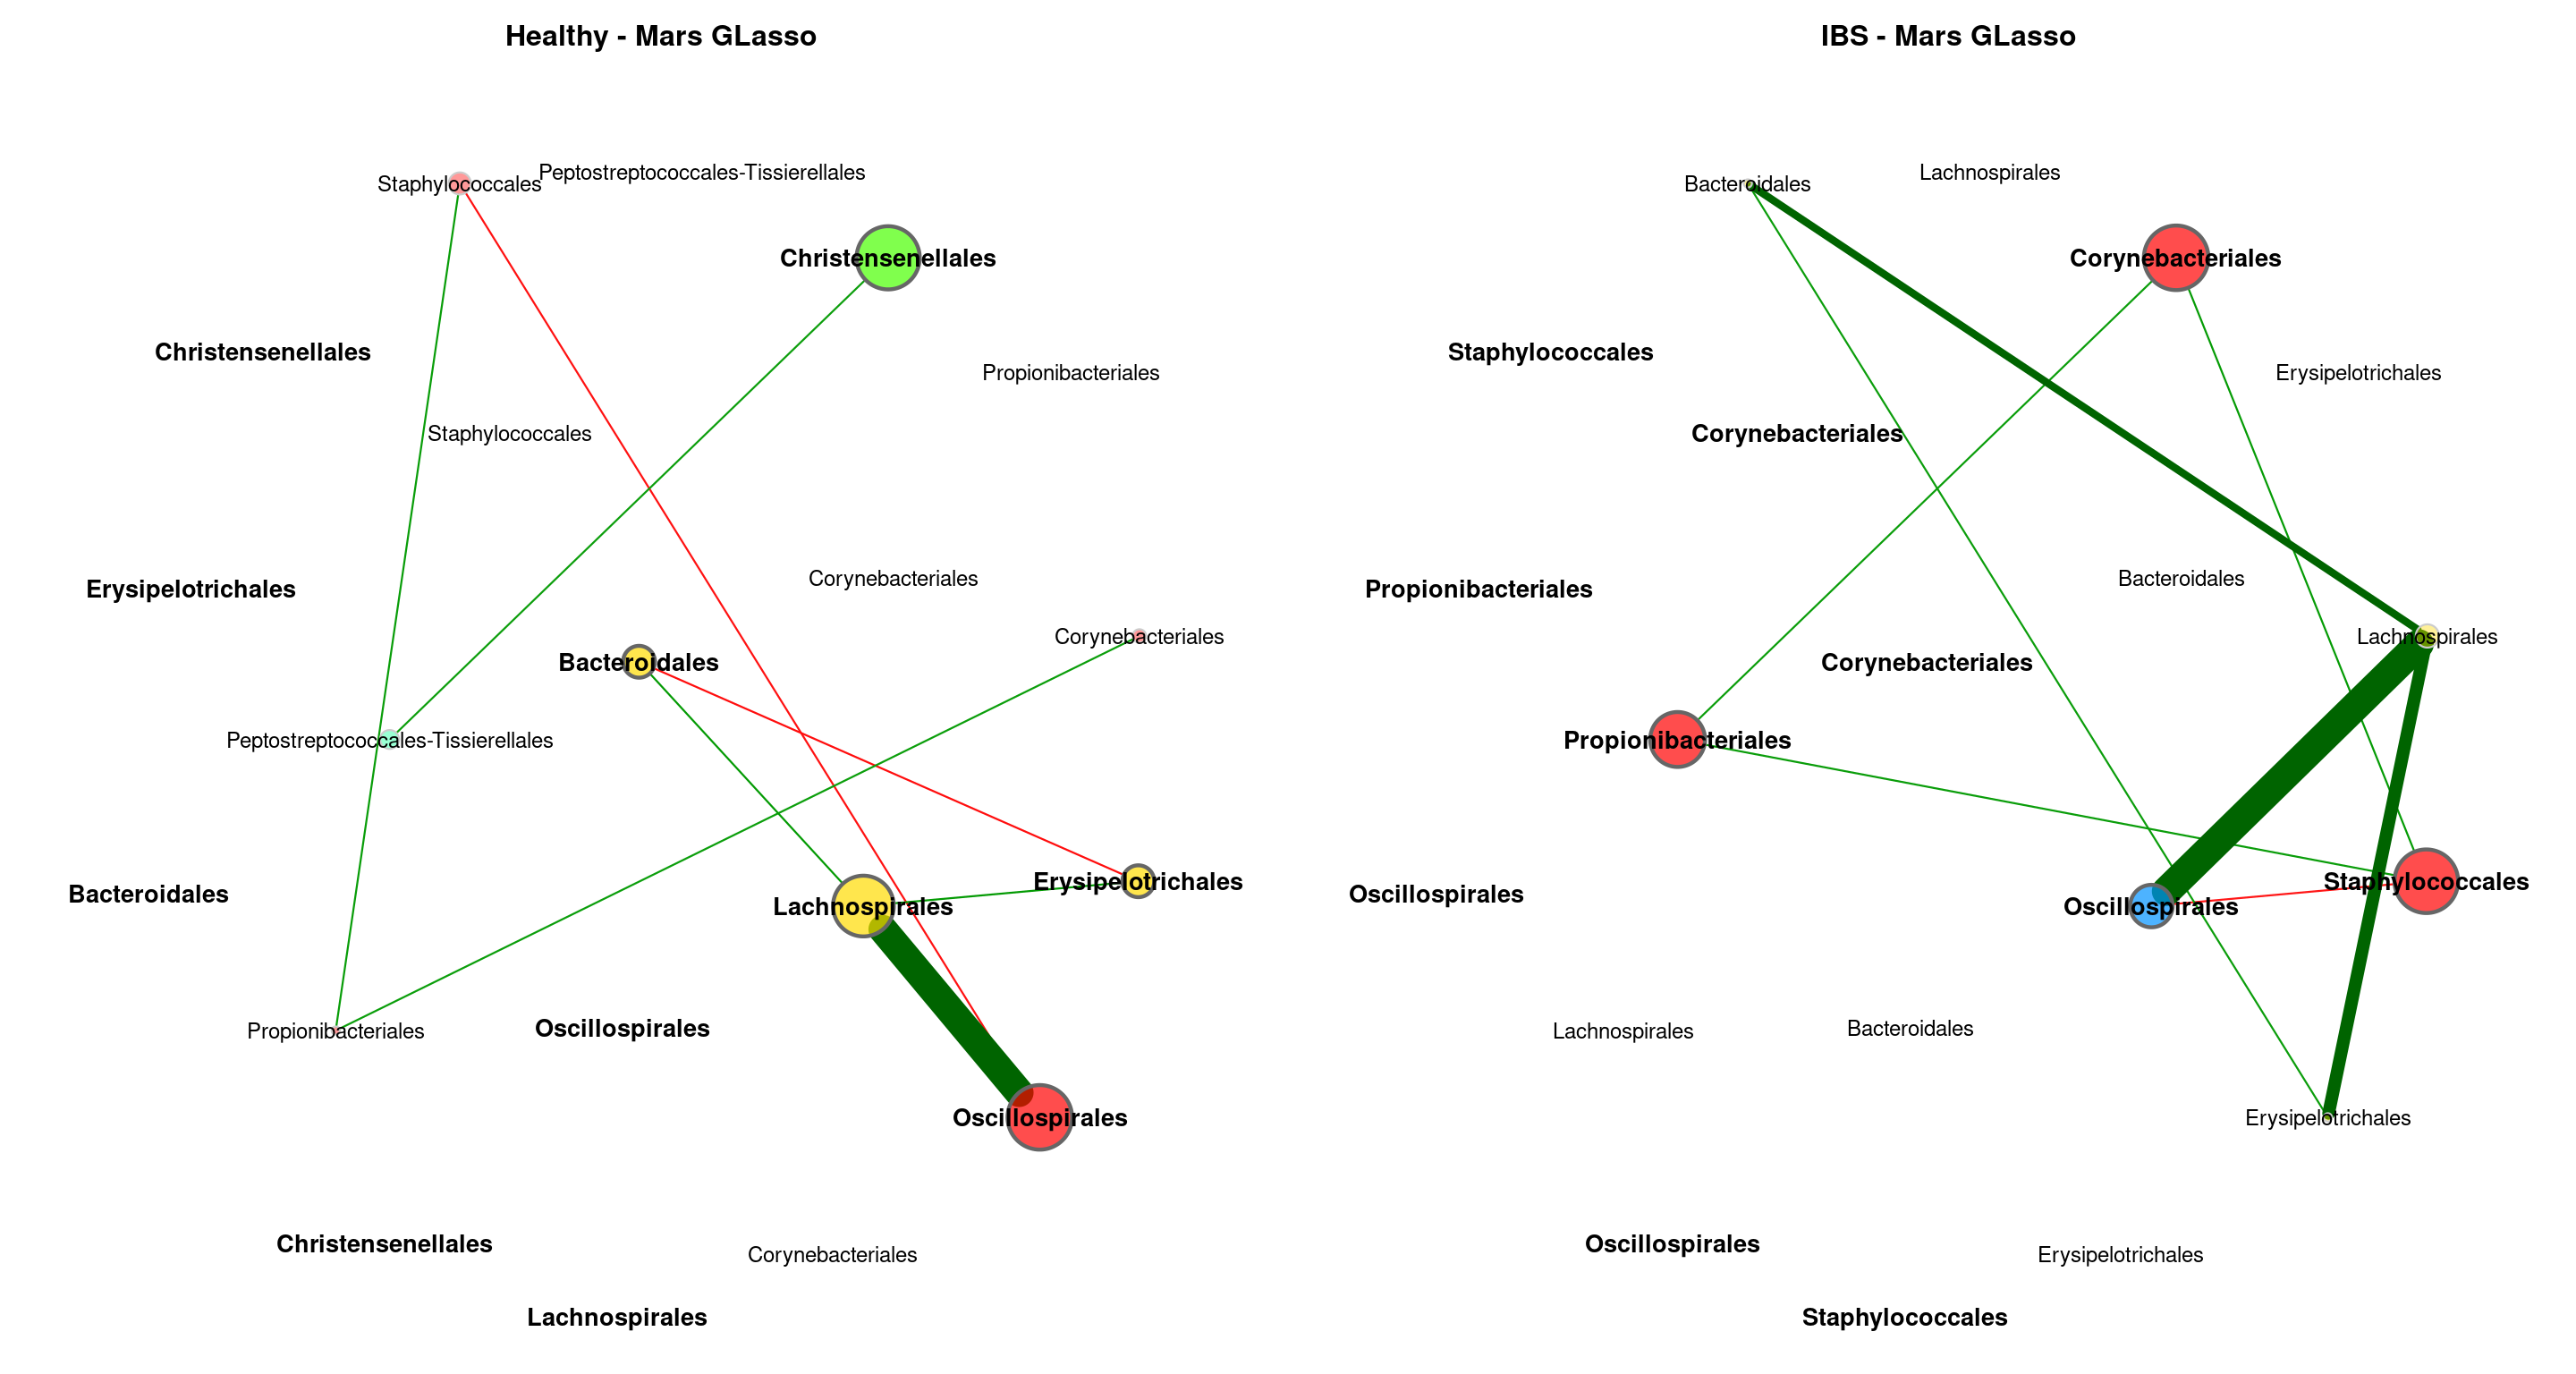 Healthy - Mars GLasso
Staphylococcales
Peptostreptococcales-Tissierellales
Christensenellales
Christensenellales
Propionibacteriales
Staphylococcales
Corynebacteriales
Erysipelotrichales
Corynebacteriales
Bacteroidales
Peptostreptococcales-Tissierellales
Erysipelotrichales
Bacteroidales
Lachnospirales
Oscillospirales
Propionibacteriales
Oscillospirales
Christensenellales
Corynebacteriales
Lachnospirales
IBS - Mars GLasso
Bacteroidales
Lachnospirales
Corynebacteriales
Staphylococcales
Erysipelotrichales
Corynebacteriales
Bacteroidales
Propionibacteriales
Lachnospirales
Corynebacteriales
Propionibacteriales
Staphylococcales
Oscillospirales
Oscillospirales
Lachnospirales
Bacteroidales
Erysipelotrichales
Oscillospirales
Erysipelotrichales
Staphylococcales